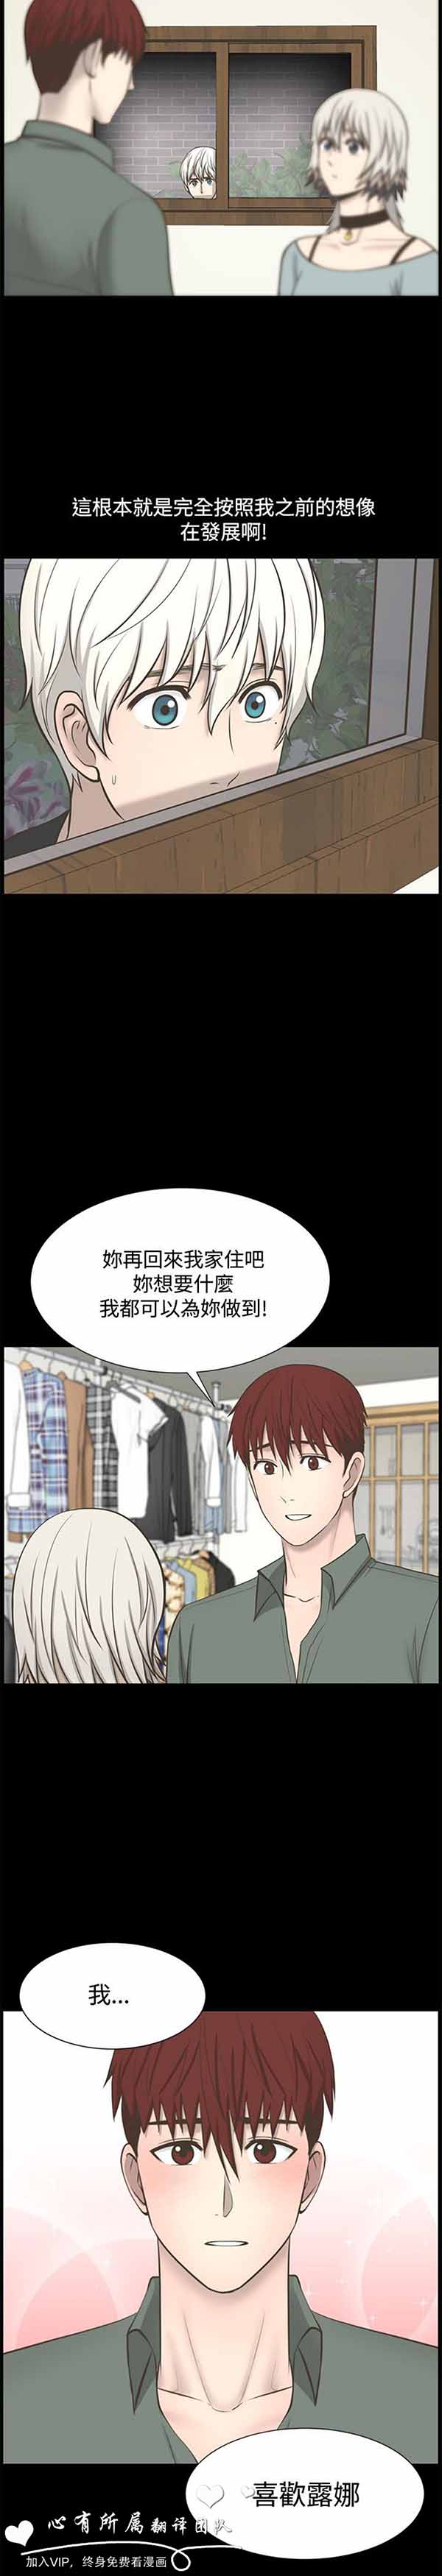 這根本就是完全按照我之前的想像
在發展啊!
妳再回來我家住吧
妳想要什麼
我都可以為妳做到!
我...
喜歡露娜
心有所属翻译团队
加入VIP，终身免费看漫画